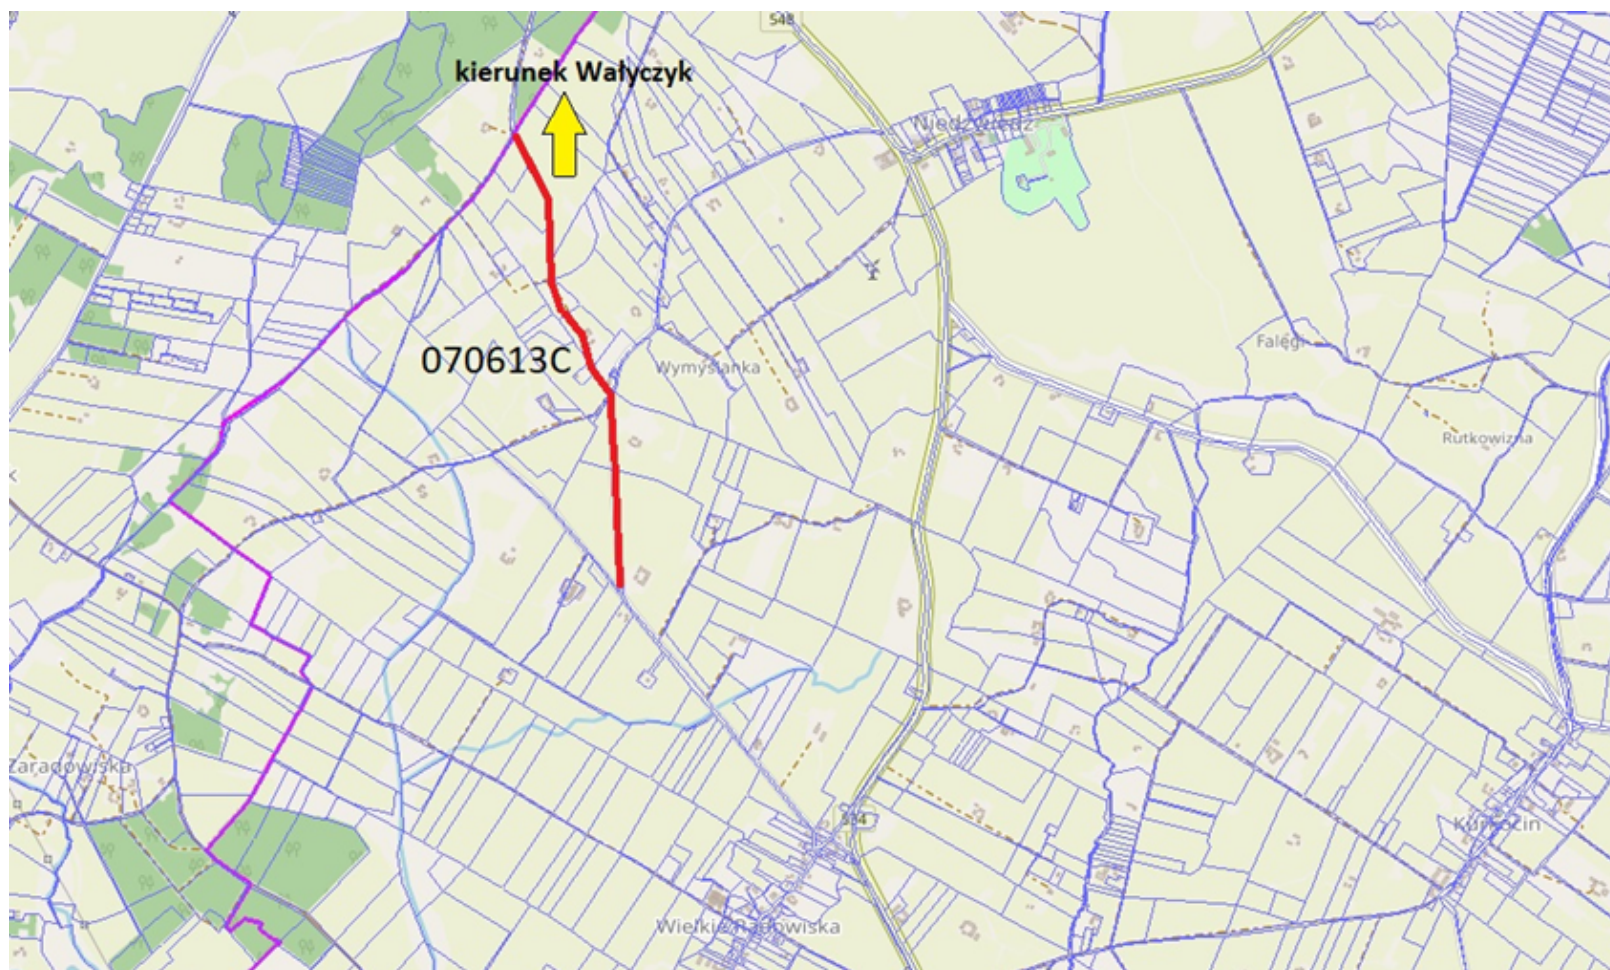 548
kierunek Wałyczyk
Niedźwiedź
Falęgi
070613C
Wymyślanka
Rutkowizna
Zaradowiska
534
Kurkocin
Wielkie Radowiska